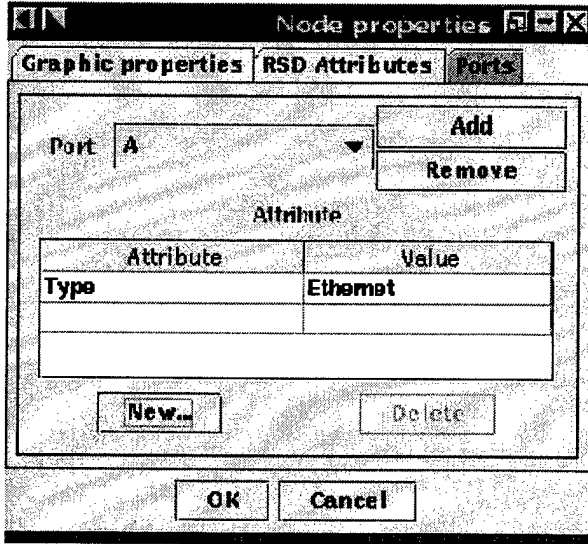 Node properties
Graphic properties RSD Attributes Ports
Port A Add
Remove
Attribute
Attribute Value
Type Ethernet
New... Delete
OK Cancel